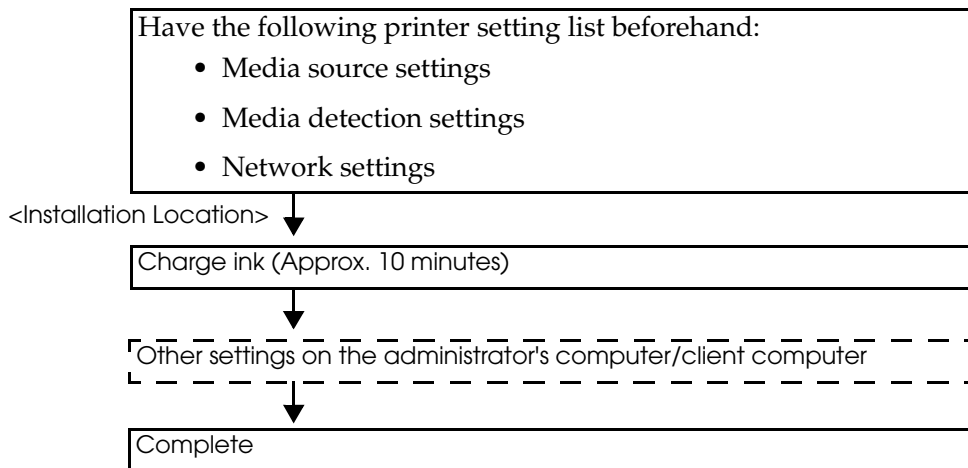 Have the following printer setting list beforehand:
• Media source settings
• Media detection settings
• Network settings
<Installation Location>
Charge ink (Approx. 10 minutes)
Other settings on the administrator's computer/client computer
Complete